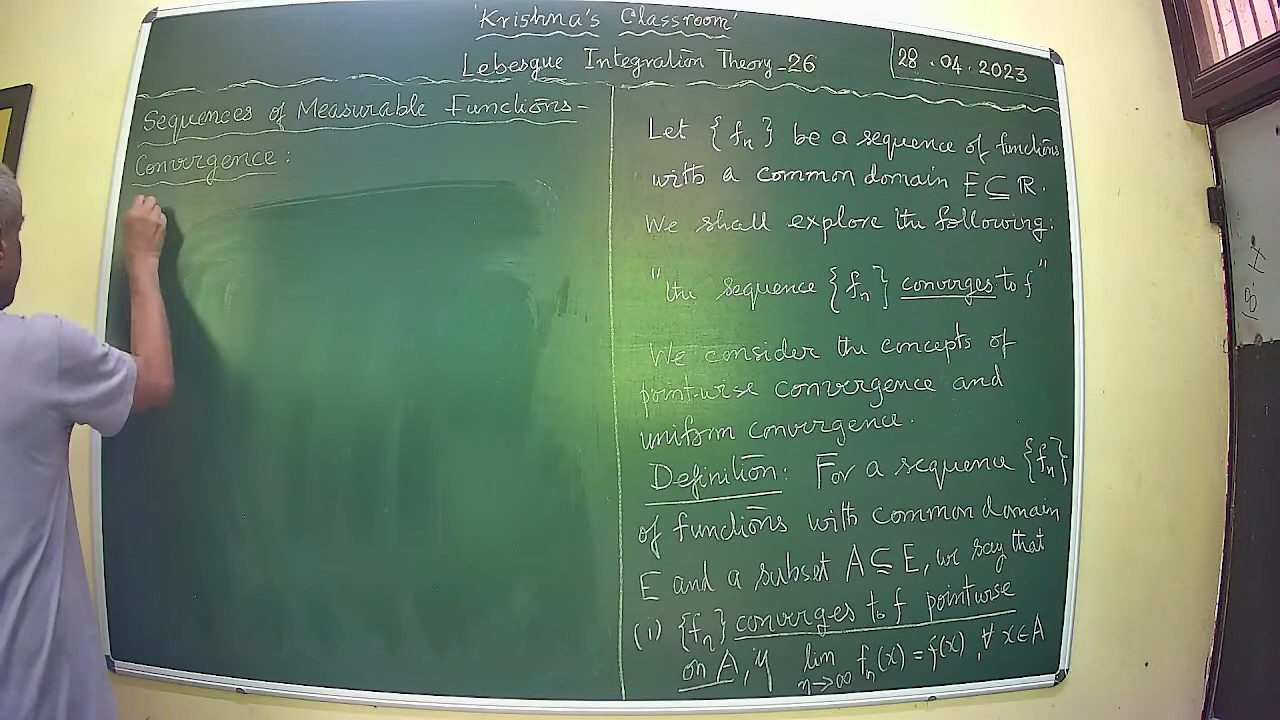 'Krishna's Classroom'
Lebesgue Integration Theory-26
28.04.2023
Sequences of Measurable Functions-
Convergence:
Let {fₙ} be a sequence of functions
with a common domain E⊆ℝ.
We shall explore the following:
"the sequence {fₙ} converges to f"
We consider the concepts of
pointwise convergence and
uniform convergence.
Definition: For a sequence {fₙ}
of functions with common domain
E and a subset A⊆E, we say that
(i) {fₙ} converges to f pointwise
on A, if lim n→∞ fₙ(x) = f(x), ∀ x∈A